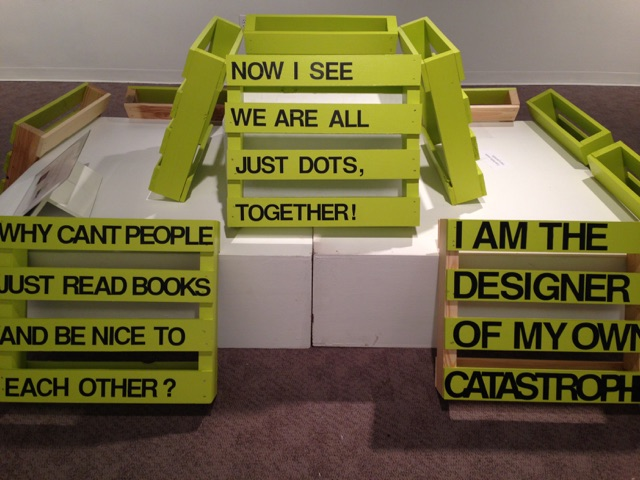 NOW I SEE
WE ARE ALL
JUST DOTS,
TOGETHER!
WHY CANT PEOPLE
JUST READ BOOKS
AND BE NICE TO
EACH OTHER?
I AM THE
DESIGNER
OF MY OWN
CATASTROPH